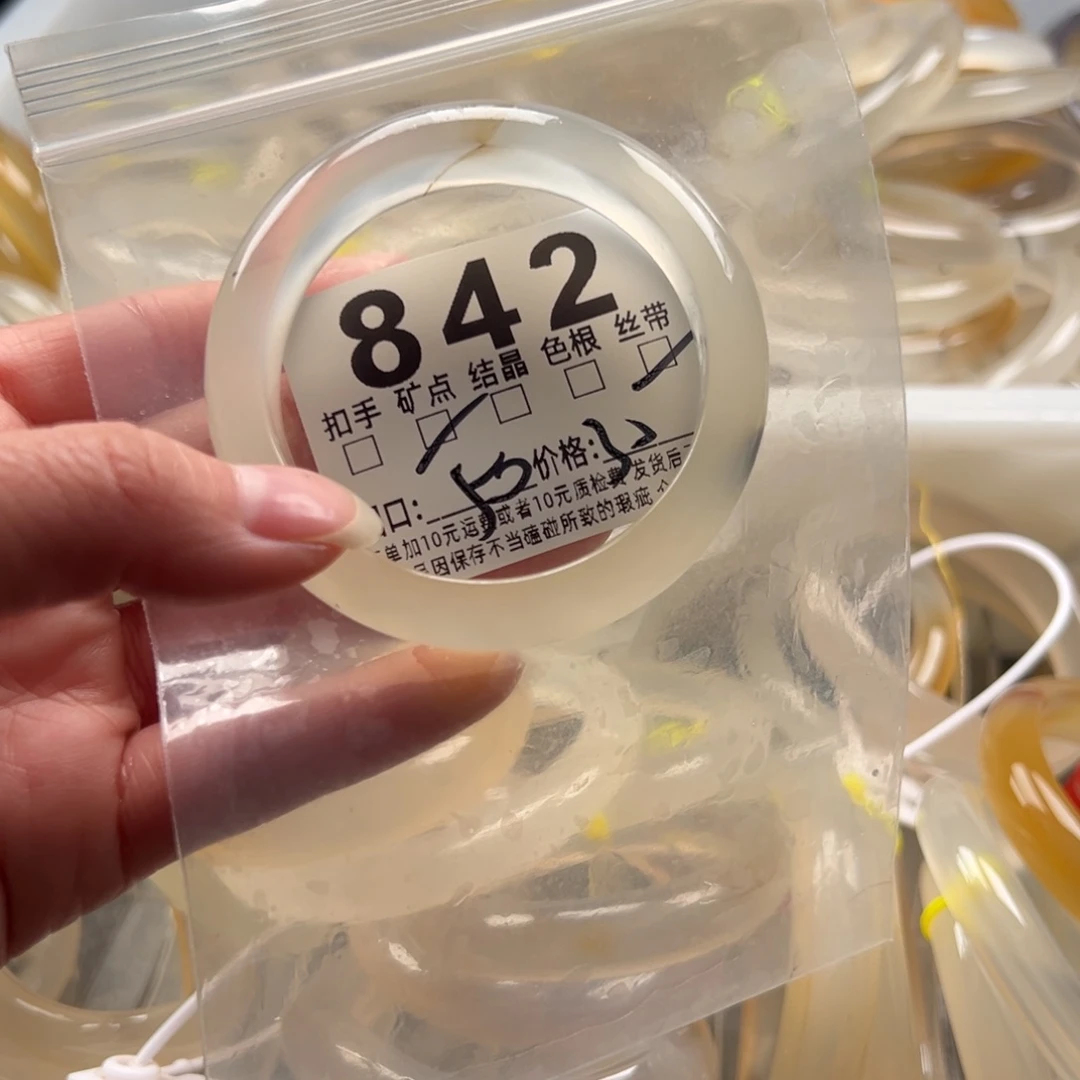 842
扣手 矿点 结晶 色根 丝带
口: 价格:
单加10元运费或者10元质检费 发货后
因保存不当磕碰所致的瑕疵